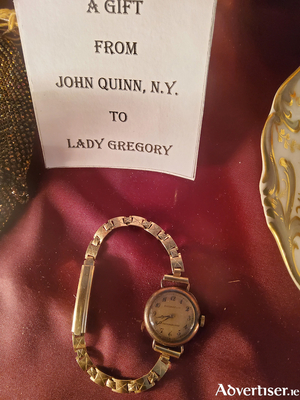 A GIFT
FROM
JOHN QUINN, N.Y.
TO
LADY GREGORY
Advertiser.ie